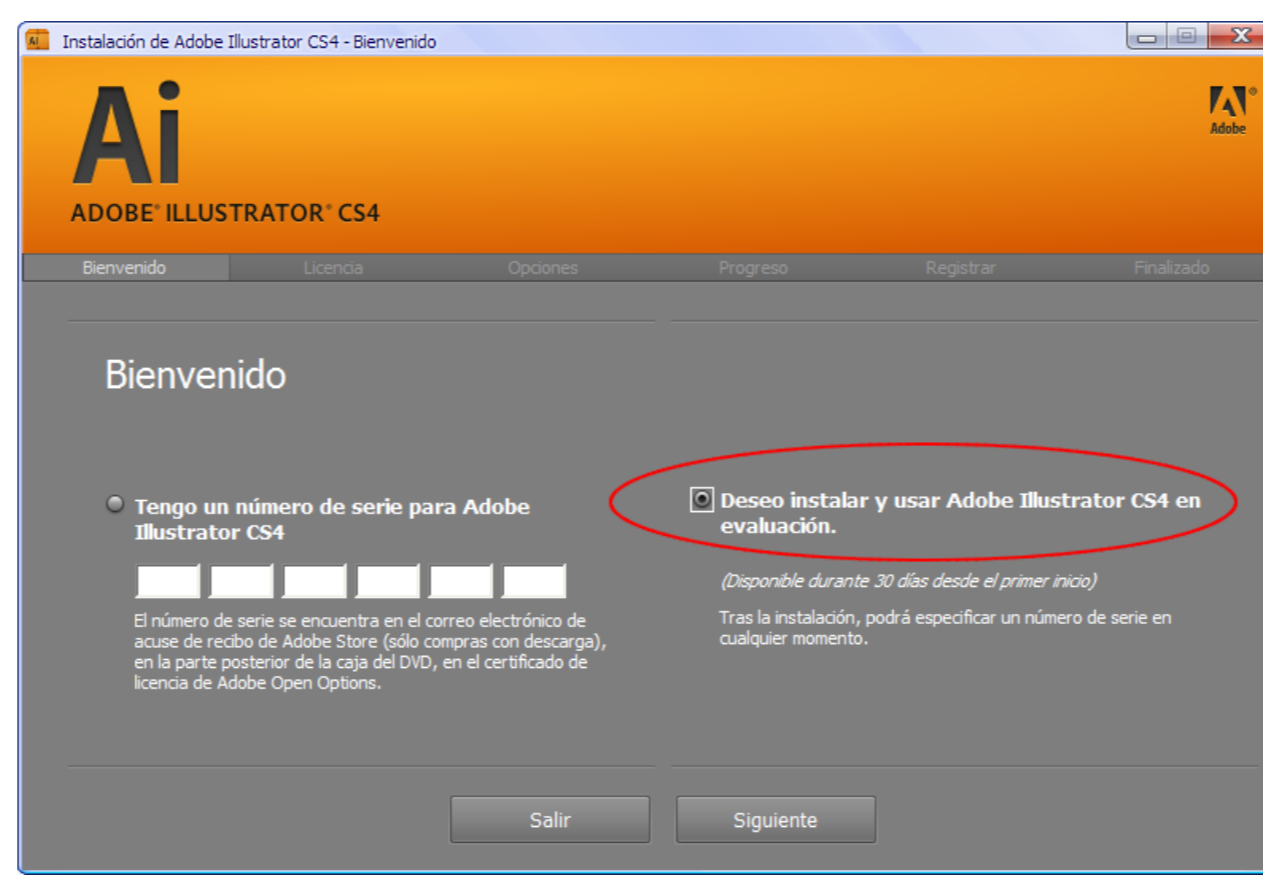 Instalación de Adobe Illustrator CS4 - Bienvenido
Ai
Adobe
ADOBE® ILLUSTRATOR® CS4
Bienvenido Licencia Opciones Progreso Registrar Finalizado
Bienvenido
Tengo un número de serie para Adobe
Illustrator CS4
El número de serie se encuentra en el correo electrónico de
acuse de recibo de Adobe Store (sólo compras con descarga),
en la parte posterior de la caja del DVD, en el certificado de
licencia de Adobe Open Options.
Deseo instalar y usar Adobe Illustrator CS4 en
evaluación.
(Disponible durante 30 días desde el primer inicio)
Tras la instalación, podrá especificar un número de serie en
cualquier momento.
Salir Siguiente